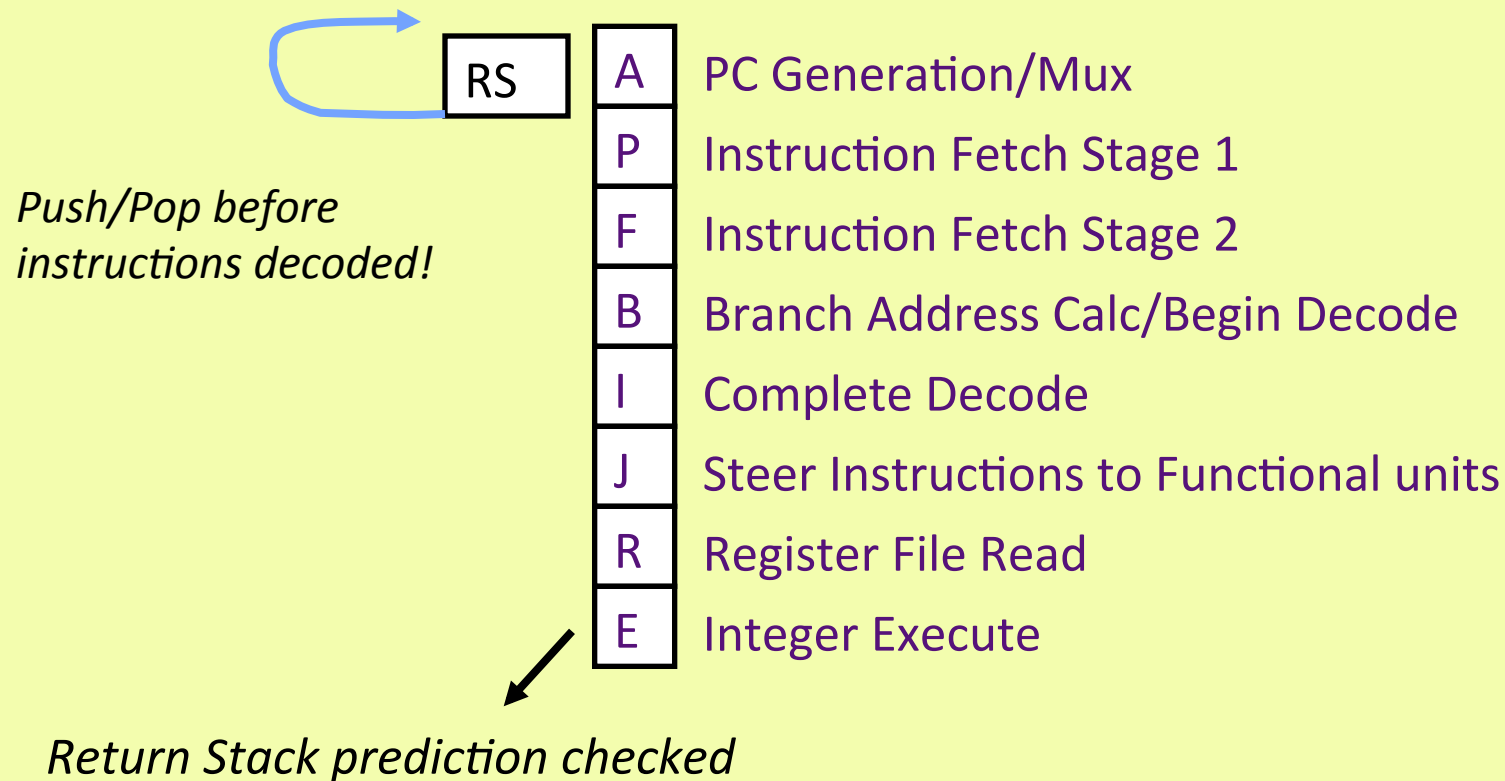 RS
A PC Generation/Mux
P Instruction Fetch Stage 1
Push/Pop before
instructions decoded!
F Instruction Fetch Stage 2
B Branch Address Calc/Begin Decode
I Complete Decode
J Steer Instructions to Functional units
R Register File Read
E Integer Execute
Return Stack prediction checked